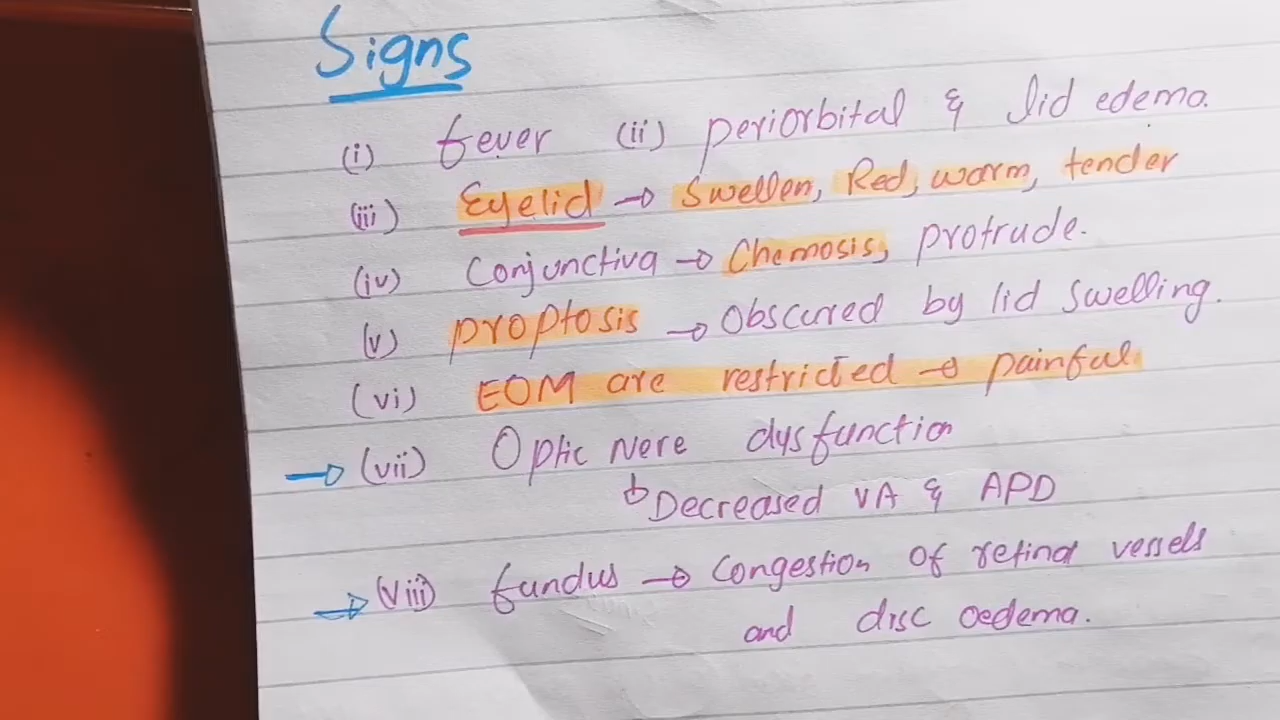 Signs
(i) fever (ii) periorbital & lid edema.
(iii) Eyelid → Swellen, Red, warm, tender
(iv) Conjunctiva → Chemosis, protrude.
(v) proptosis → Obscured by lid swelling.
(vi) EOM are restricted → painful
→ (vii) Optic Nere dysfunction
↳ Decreased VA & APD
→ (viii) fundus → Congestion of retinal vessels
and disc oedema.